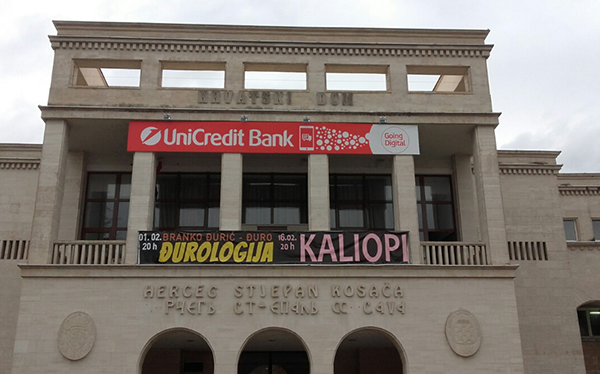 HRVATSKI DOM
UniCredit Bank
Going
Digital
01.02. BRANKO ĐURIĆ - ĐURO
20 h
ĐUROLOGIJA
16.02.
20 h
KALIOPI
HERCEG STJEPAN KOSAČA